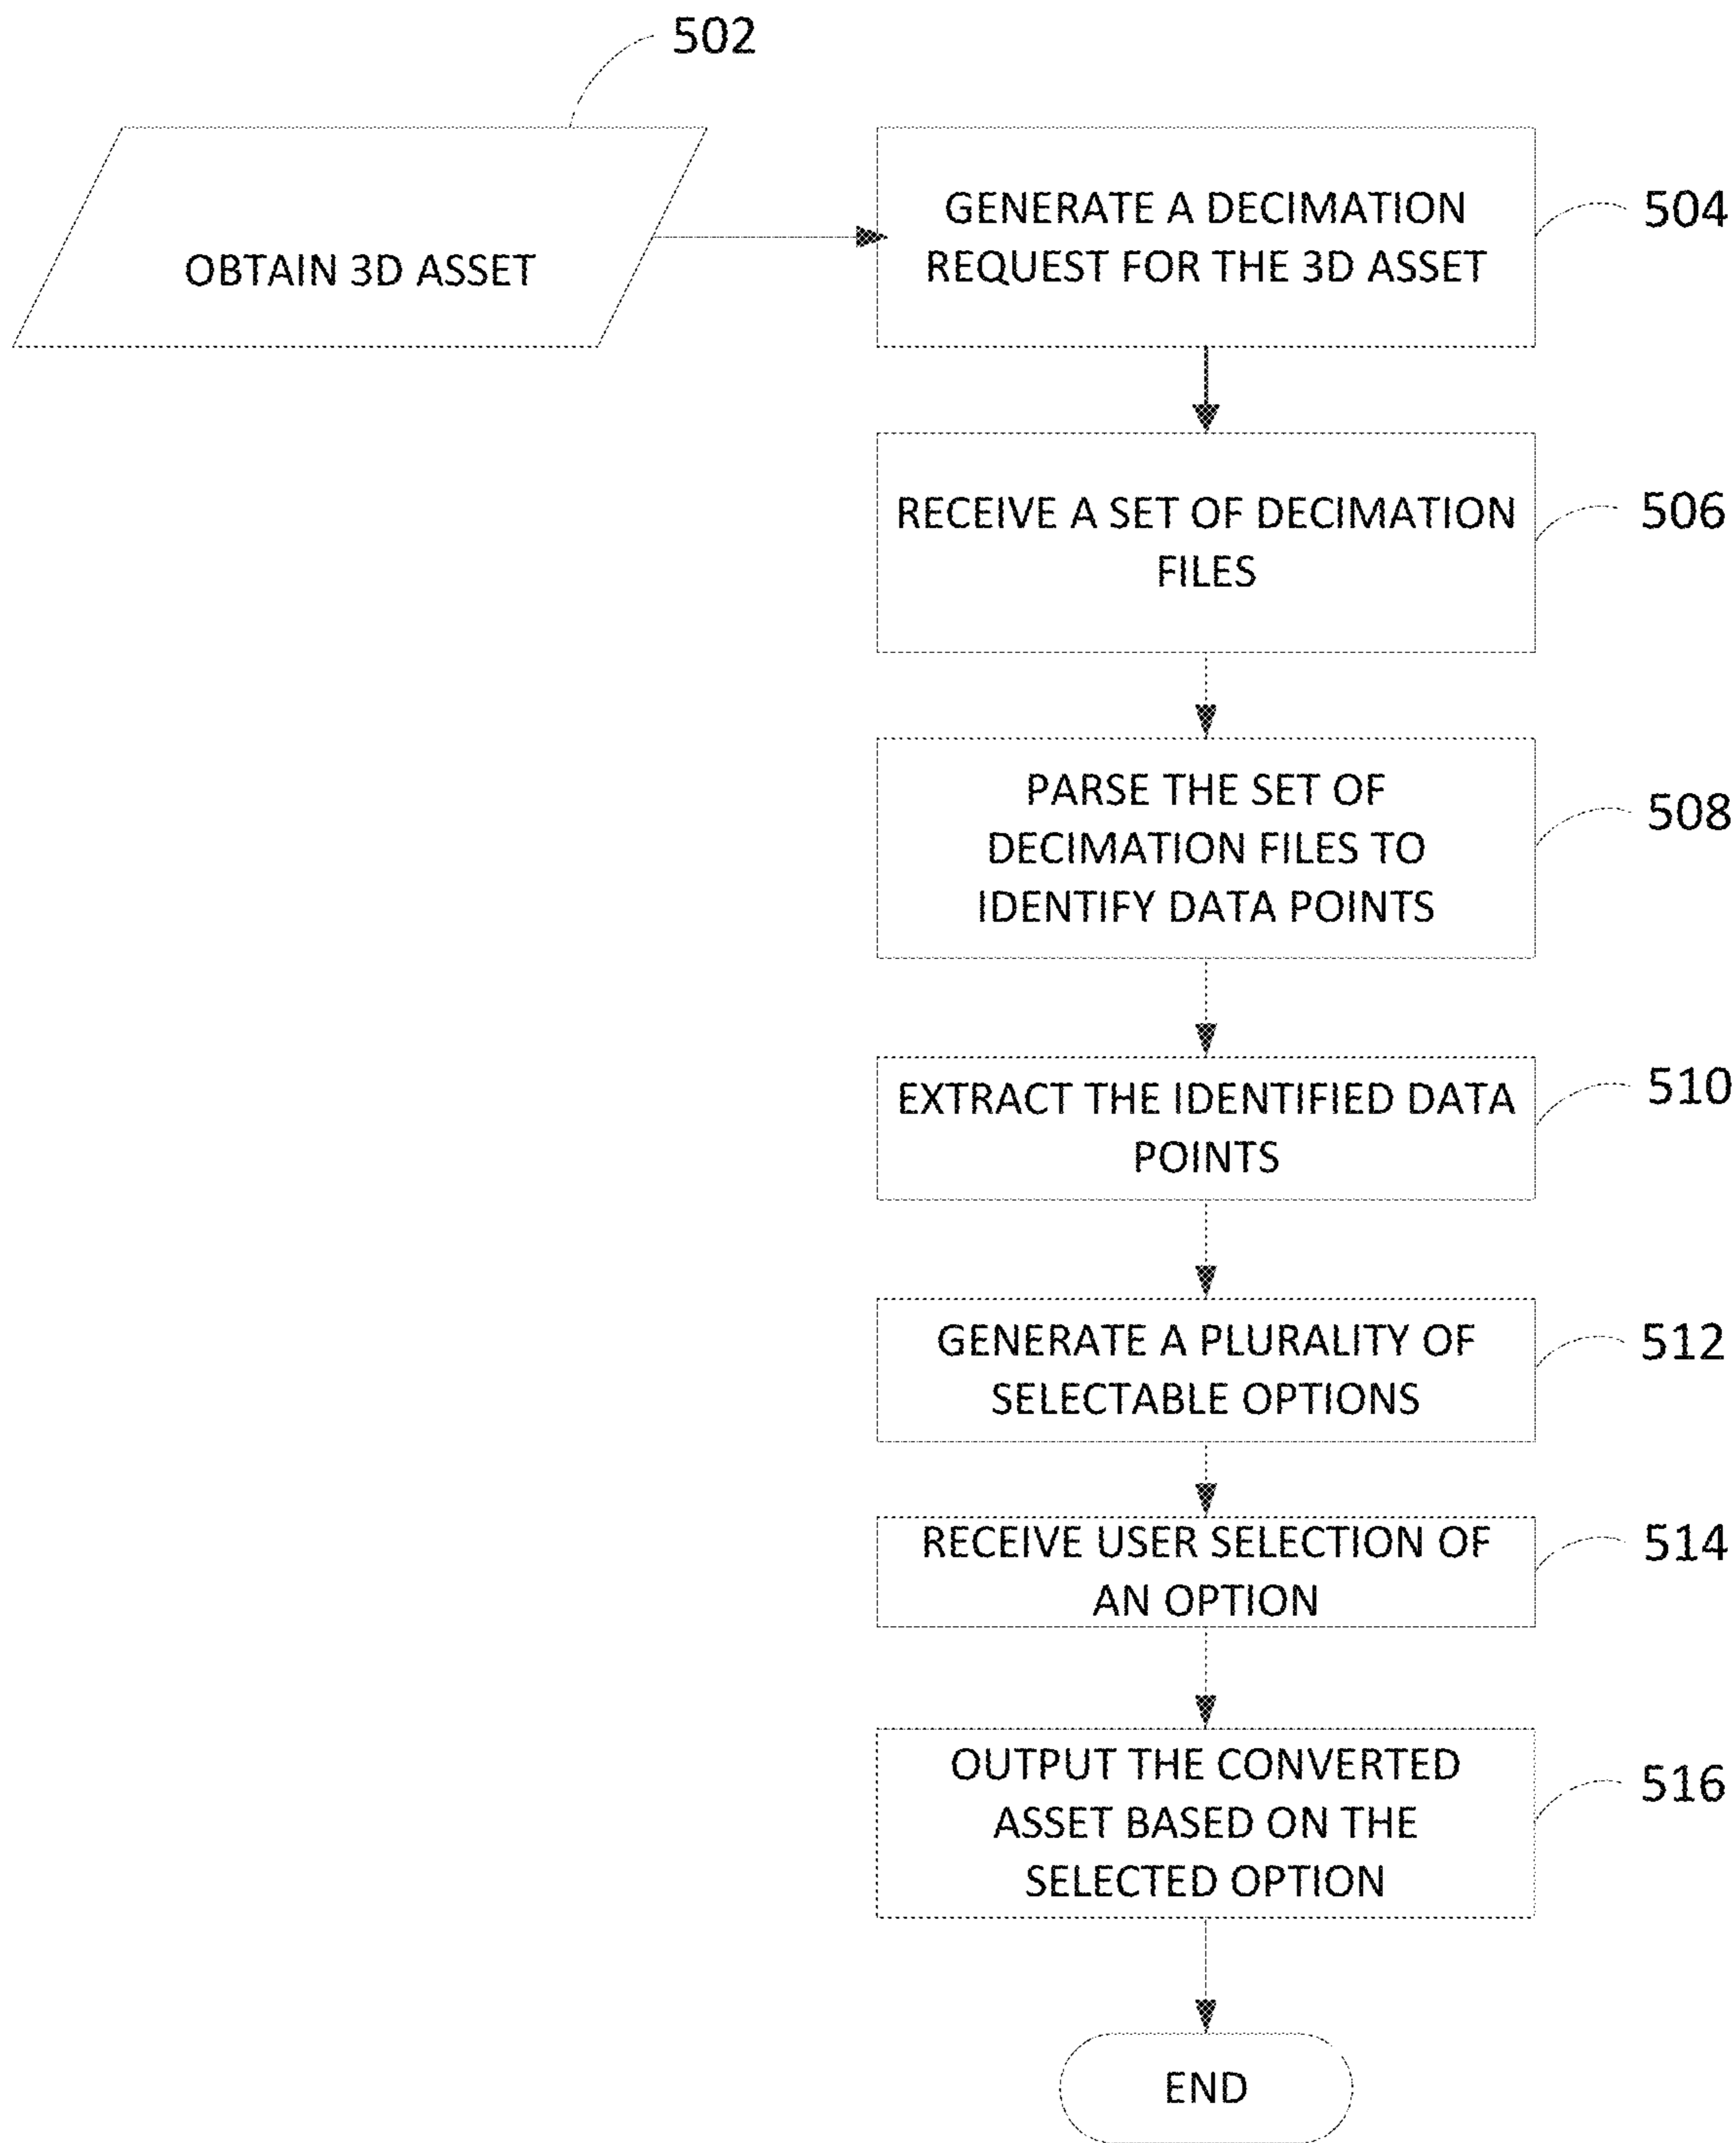 502
OBTAIN 3D ASSET
GENERATE A DECIMATION
REQUEST FOR THE 3D ASSET
504
RECEIVE A SET OF DECIMATION
FILES
506
PARSE THE SET OF
DECIMATION FILES TO
IDENTIFY DATA POINTS
508
EXTRACT THE IDENTIFIED DATA
POINTS
510
GENERATE A PLURALITY OF
SELECTABLE OPTIONS
512
RECEIVE USER SELECTION OF
AN OPTION
514
OUTPUT THE CONVERTED
ASSET BASED ON THE
SELECTED OPTION
516
END